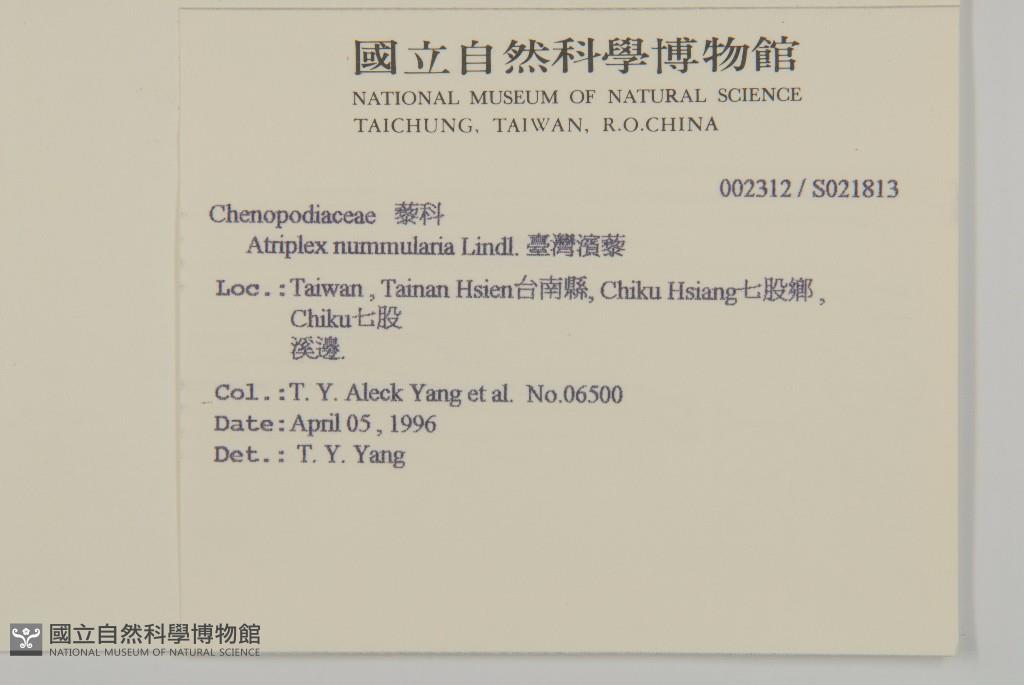 國立自然科學博物館
NATIONAL MUSEUM OF NATURAL SCIENCE
TAICHUNG, TAIWAN, R.O.CHINA
002312 / S021813
Chenopodiaceae 藜科
Atriplex nummularia Lindl. 臺灣濱藜
Loc.:Taiwan , Tainan Hsien台南縣, Chiku Hsiang七股鄉 ,
Chiku七股
溪邊.
Col.:T. Y. Aleck Yang et al. No.06500
Date:April 05 , 1996
Det.: T. Y. Yang
國立自然科學博物館
NATIONAL MUSEUM OF NATURAL SCIENCE